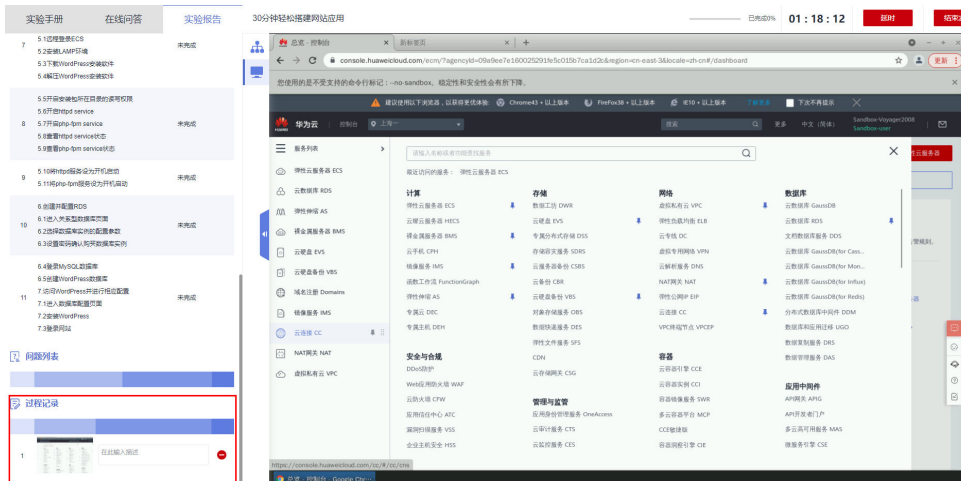 实验手册
在线问答
实验报告
30分钟轻松搭建网站应用
已完成0%
01 : 18 : 12
延时
结束
7
5.1远程登录ECS
5.2安装LAMP环境
5.3下载WordPress安装软件
5.4解压WordPress安装软件
未完成
8
5.5开启安装包所在目录的读写权限
5.6开启httpd service
5.7开启php-fpm service
5.8查看httpd service状态
5.9查看php-fpm service状态
未完成
9
5.10将httpd服务设为开机启动
5.11将php-fpm服务设为开机启动
未完成
10
6.创建并配置RDS
6.1进入关系型数据库页面
6.2选择数据库实例的配置参数
6.3设置密码确认购买数据库实例
未完成
11
6.4登录MySQL数据库
6.5创建WordPress数据库
7.访问WordPress并进行相应配置
7.1进入数据库配置页面
7.2安装WordPress
7.3登录网站
未完成
问题列表
过程记录
1
在此输入描述
总览 - 控制台
新标签页
console.huaweicloud.com/ecm/?agencyId=09a9ee7e160025291fe5c015b7ca1d2c&region=cn-east-3&locale=zh-cn#/dashboard
更新
您使用的是不受支持的命令行标记：--no-sandbox。稳定性和安全性会有所下降。
建议使用以下浏览器，以获得更优体验:
Chrome43 + 以上版本
FireFox38 + 以上版本
IE10 + 以上版本
了解更多
下次不再提示
华为云
控制台
上海一
搜索
更多
中文（简体）
Sandbox-Voyager2008
Sandbox-user
服务列表
弹性云服务器 ECS
云数据库 RDS
弹性伸缩 AS
裸金属服务器 BMS
云硬盘 EVS
云硬盘备份 VBS
域名注册 Domains
镜像服务 IMS
云连接 CC
NAT网关 NAT
虚拟私有云 VPC
请输入名称或者功能查找服务
最近访问的服务： 弹性云服务器 ECS
计算
弹性云服务器 ECS
云耀云服务器 HECS
裸金属服务器 BMS
云手机 CPH
镜像服务 IMS
函数工作流 FunctionGraph
弹性伸缩 AS
专属云 DEC
专属主机 DEH
安全与合规
DDoS防护
Web应用防火墙 WAF
云防火墙 CFW
应用信任中心 ATC
漏洞扫描服务 VSS
企业主机安全 HSS
存储
数据工坊 DWR
云硬盘 EVS
专属分布式存储 DSS
存储容灾服务 SDRS
云服务器备份 CSBS
云备份 CBR
云硬盘备份 VBS
对象存储服务 OBS
数据快递服务 DES
弹性文件服务 SFS
CDN
云存储网关 CSG
管理与监管
应用身份管理服务 OneAccess
云审计服务 CTS
云监控服务 CES
网络
虚拟私有云 VPC
弹性负载均衡 ELB
云专线 DC
虚拟专用网络 VPN
云解析服务 DNS
NAT网关 NAT
弹性公网IP EIP
云连接 CC
VPC终端节点 VPCEP
容器
云容器引擎 CCE
云容器实例 CCI
容器镜像服务 SWR
多云容器平台 MCP
CCE敏捷版
容器洞察引擎 CIE
数据库
云数据库 GaussDB
云数据库 RDS
文档数据库服务 DDS
云数据库 GaussDB(for Cass...
云数据库 GaussDB(for Mon...
云数据库 GaussDB(for Influx)
云数据库 GaussDB(for Redis)
分布式数据库中间件 DDM
数据库和应用迁移 UGO
数据复制服务 DRS
数据管理服务 DAS
应用中间件
API网关 APIG
API开发者门户
多云高可用服务 MAS
微服务引擎 CSE
性云服务器
警规则,
https://console.huaweicloud.com/cc/#/cc/cns
总览 - 控制台 - Google Chr...